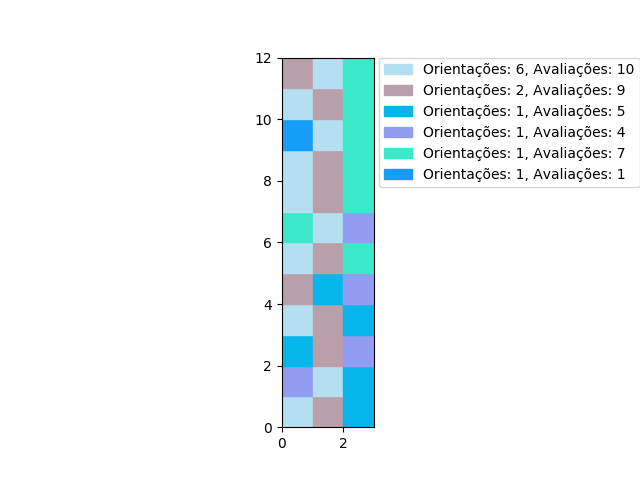 Orientações: 6, Avaliações: 10
Orientações: 2, Avaliações: 9
Orientações: 1, Avaliações: 5
Orientações: 1, Avaliações: 4
Orientações: 1, Avaliações: 7
Orientações: 1, Avaliações: 1
12
10
8
6
4
2
0
0 2